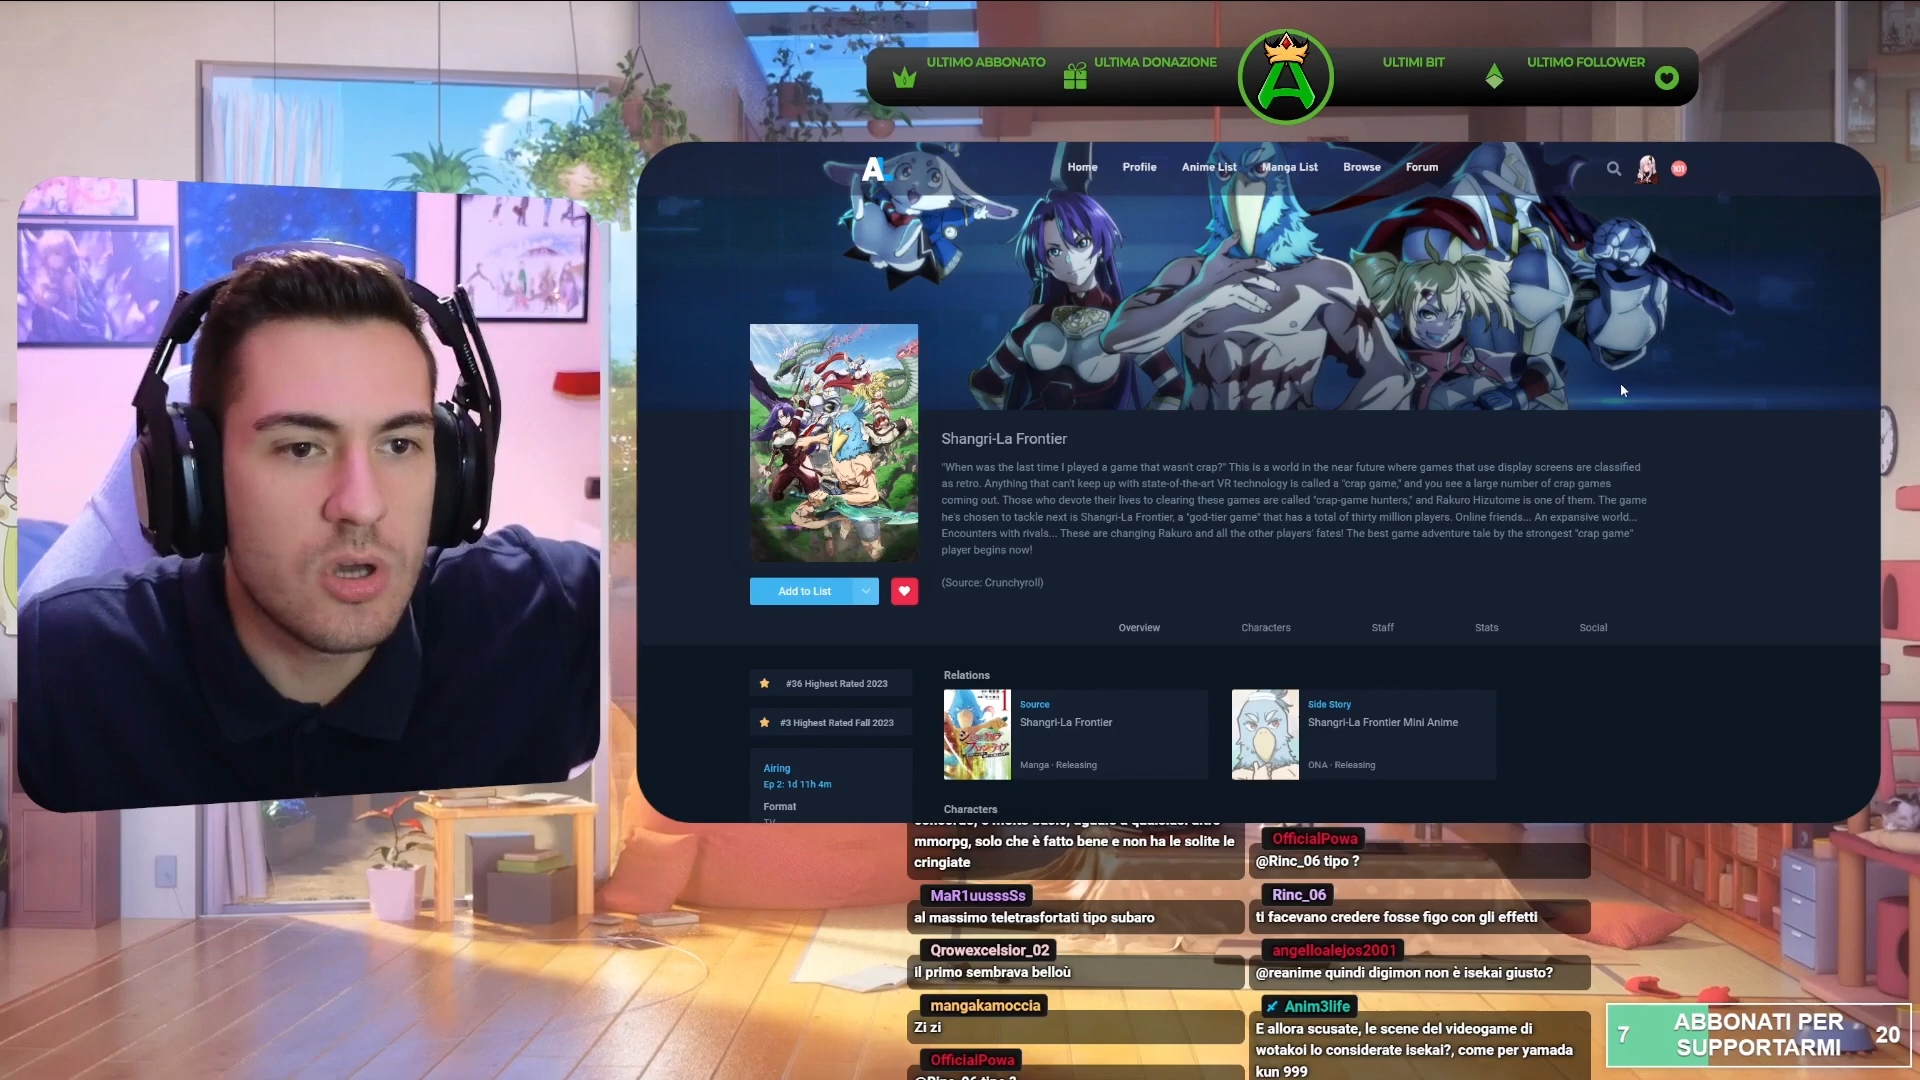 ULTIMO ABBONATO
ULTIMA DONAZIONE
A
ULTIMI BIT
ULTIMO FOLLOWER
AL
Home
Profile
Anime List
Manga List
Browse
Forum
101
Shangri-La Frontier
"When was the last time I played a game that wasn't crap?" This is a world in the near future where games that use display screens are classified
as retro. Anything that can't keep up with state-of-the-art VR technology is called a "crap game," and you see a large number of crap games
coming out. Those who devote their lives to clearing these games are called "crap-game hunters," and Rakuro Hizutome is one of them. The game
he's chosen to tackle next is Shangri-La Frontier, a "god-tier game" that has a total of thirty million players. Online friends... An expansive world...
Encounters with rivals... These are changing Rakuro and all the other players' fates! The best game adventure tale by the strongest "crap game"
player begins now!
(Source: Crunchyroll)
Add to List
Overview
Characters
Staff
Stats
Social
#36 Highest Rated 2023
#3 Highest Rated Fall 2023
Airing
Ep 2: 1d 11h 4m
Format
TV
Relations
Source
Shangri-La Frontier
Manga · Releasing
Side Story
Shangri-La Frontier Mini Anime
ONA · Releasing
Characters
mmorpg, solo che è fatto bene e non ha le solite le
cringiate
MaR1uusssSs
al massimo teletrasfortati tipo subaro
Qrowexcelsior_02
il primo sembrava belloù
mangakamoccia
Zi zi
OfficialPowa
@Rinc_06 tipo ?
OfficialPowa
@Rinc_06 tipo ?
Rinc_06
ti facevano credere fosse figo con gli effetti
angelloalejos2001
@reanime quindi digimon non è isekai giusto?
Anim3life
E allora scusate, le scene del videogame di
wotakoi lo considerate isekai?, come per yamada
kun 999
7
ABBONATI PER
SUPPORTARMI
20